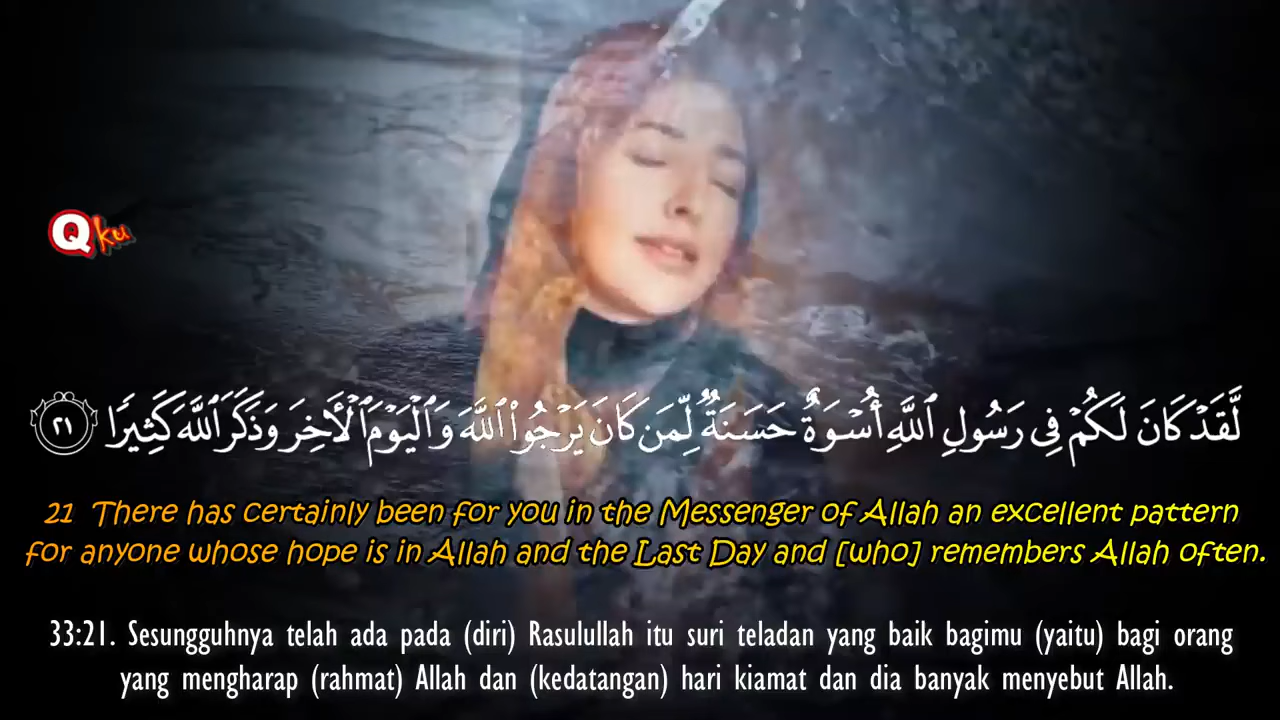 Qku
لَّقَدْ كَانَ لَكُمْ فِى رَسُولِ ٱللَّهِ أُسْوَةٌ حَسَنَةٌ لِّمَن كَانَ يَرْجُوا۟ ٱللَّهَ وَٱلْيَوْمَ ٱلْـَٔاخِرَ وَذَكَرَ ٱللَّهَ كَثِيرًا ٢١
21 There has certainly been for you in the Messenger of Allah an excellent pattern
for anyone whose hope is in Allah and the Last Day and [who] remembers Allah often.
33:21. Sesungguhnya telah ada pada (diri) Rasulullah itu suri teladan yang baik bagimu (yaitu) bagi orang
yang mengharap (rahmat) Allah dan (kedatangan) hari kiamat dan dia banyak menyebut Allah.